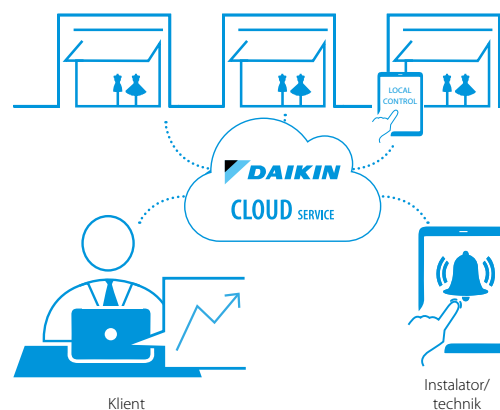 LOCAL
CONTROL
DAIKIN
CLOUD SERVICE
Klient
Instalator/
technik